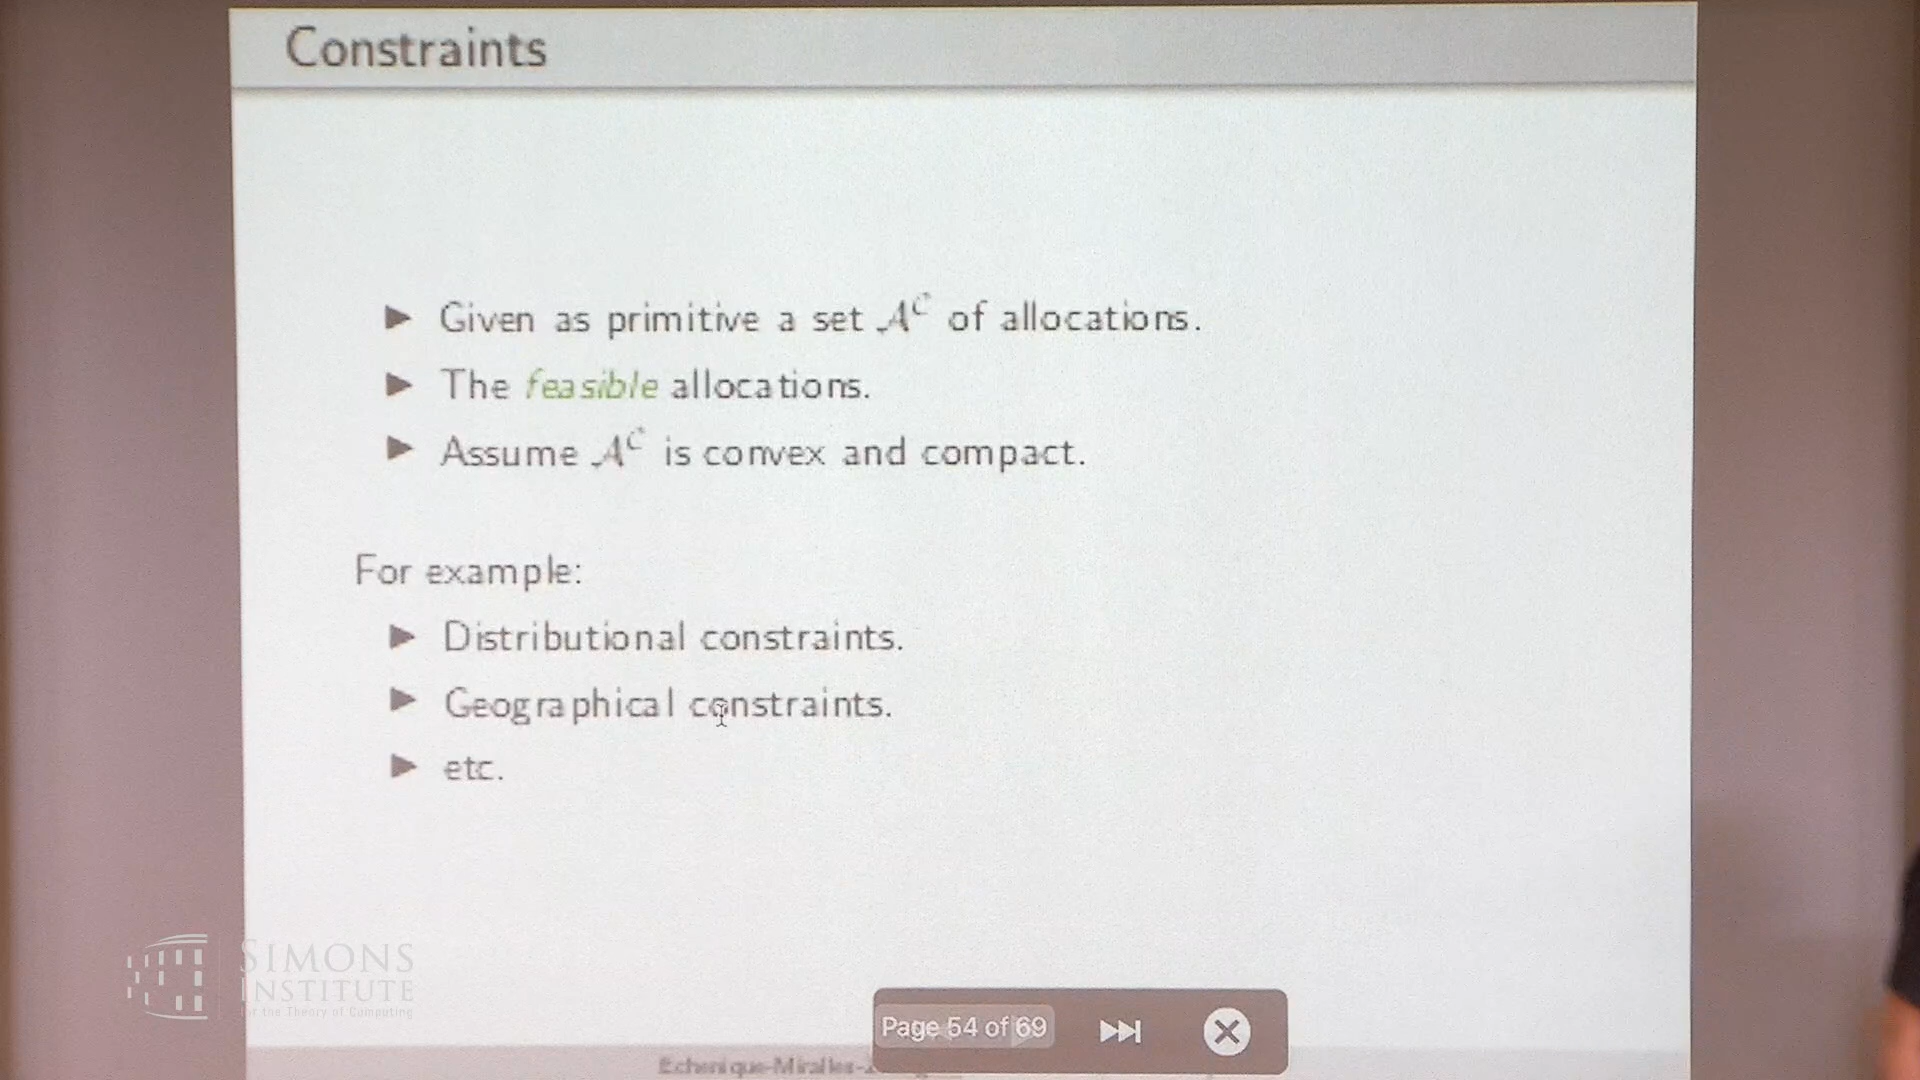 Constraints
▶ Given as primitive a set 𝒜^𝒞 of allocations.
▶ The feasible allocations.
▶ Assume 𝒜^𝒞 is convex and compact.
For example:
▶ Distributional constraints.
▶ Geographical constraints.
▶ etc.
SIMONS
INSTITUTE
for the Theory of Computing
Page 54 of 69
Echenique-Miralles-